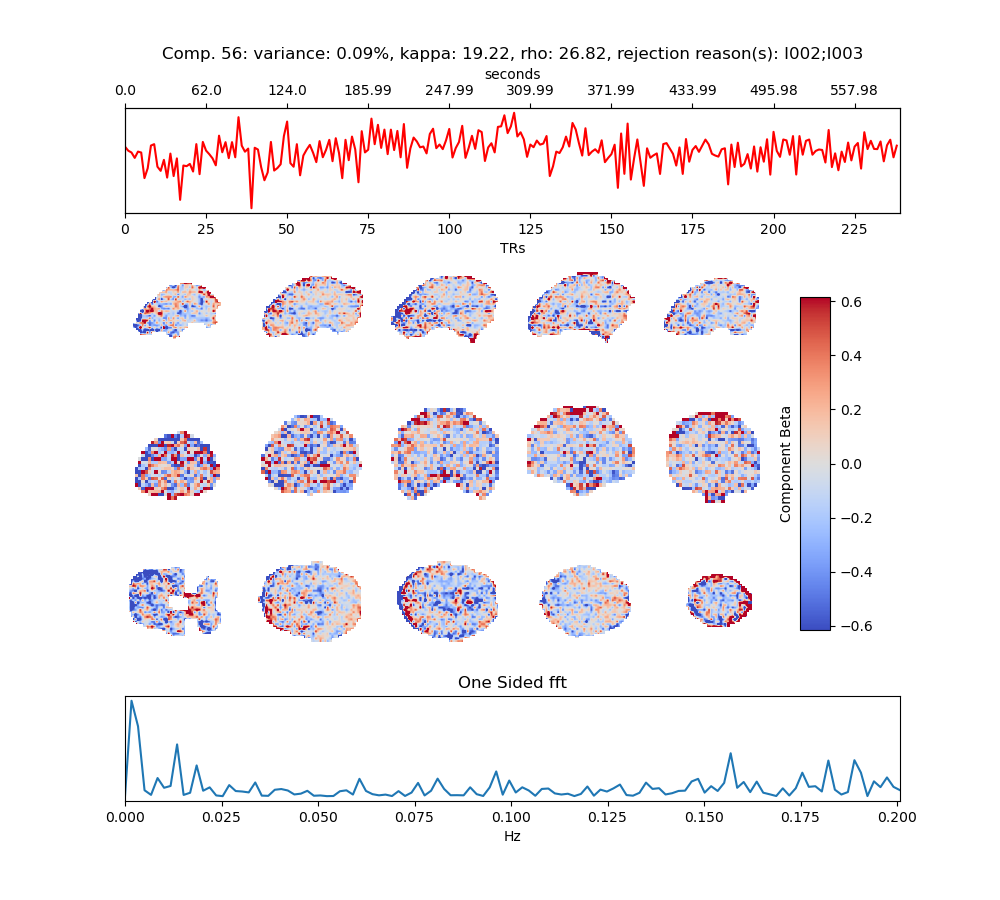 Comp. 56: variance: 0.09%, kappa: 19.22, rho: 26.82, rejection reason(s): I002;I003
seconds
0.0 62.0 124.0 185.99 247.99 309.99 371.99 433.99 495.98 557.98
0 25 50 75 100 125 150 175 200 225
TRs
0.6
0.4
0.2
0.0
−0.2
−0.4
−0.6
Component Beta
One Sided fft
0.000 0.025 0.050 0.075 0.100 0.125 0.150 0.175 0.200
Hz